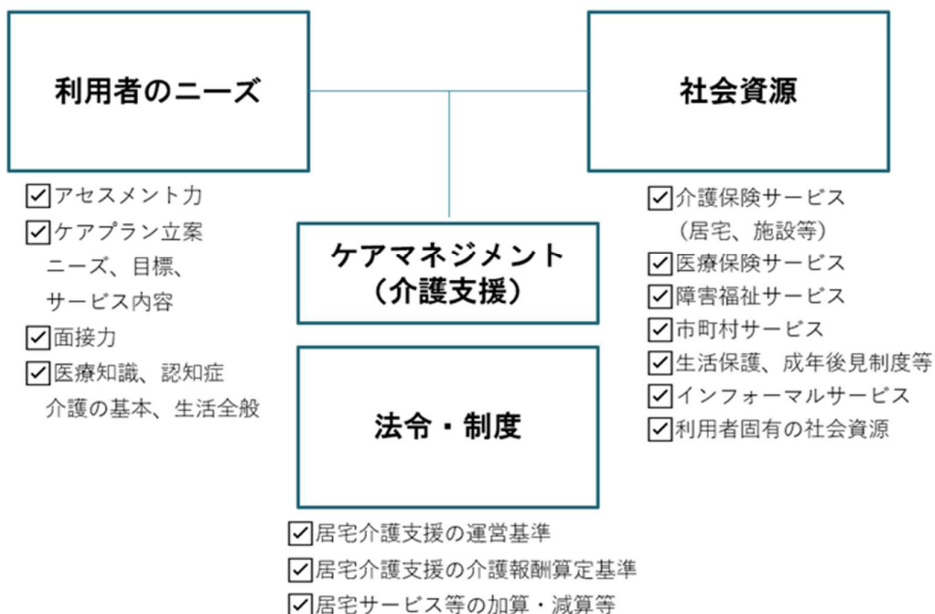 利用者のニーズ
☑アセスメント力
☑ケアプラン立案
ニーズ、目標、
サービス内容
☑面接力
☑医療知識、認知症
介護の基本、生活全般
社会資源
☑介護保険サービス
（居宅、施設等）
☑医療保険サービス
☑障害福祉サービス
☑市町村サービス
☑生活保護、成年後見制度等
☑インフォーマルサービス
☑利用者固有の社会資源
ケアマネジメント
（介護支援）
法令・制度
☑居宅介護支援の運営基準
☑居宅介護支援の介護報酬算定基準
☑居宅サービス等の加算・減算等